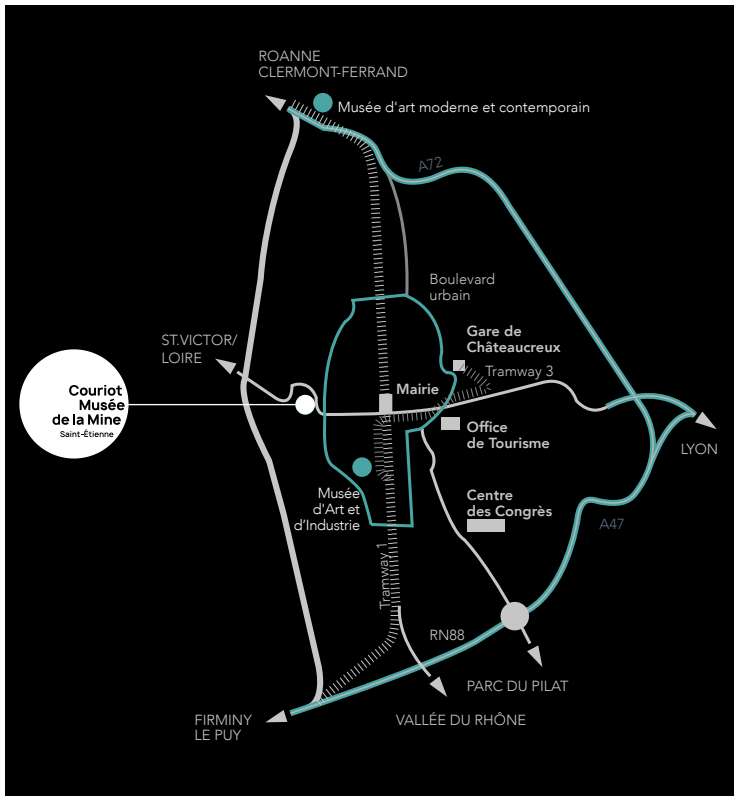 ROANNE
CLERMONT-FERRAND
Musée d'art moderne et contemporain
A72
Boulevard
urbain
Gare de
Châteaucreux
ST.VICTOR/
LOIRE
Tramway 3
Couriot
Musée
de la Mine
Saint-Étienne
Mairie
Office
de Tourisme
LYON
Musée
d'Art et
d’Industrie
Centre
des Congrès
A47
Tramway 1
RN88
PARC DU PILAT
FIRMINY
LE PUY
VALLÉE DU RHÔNE